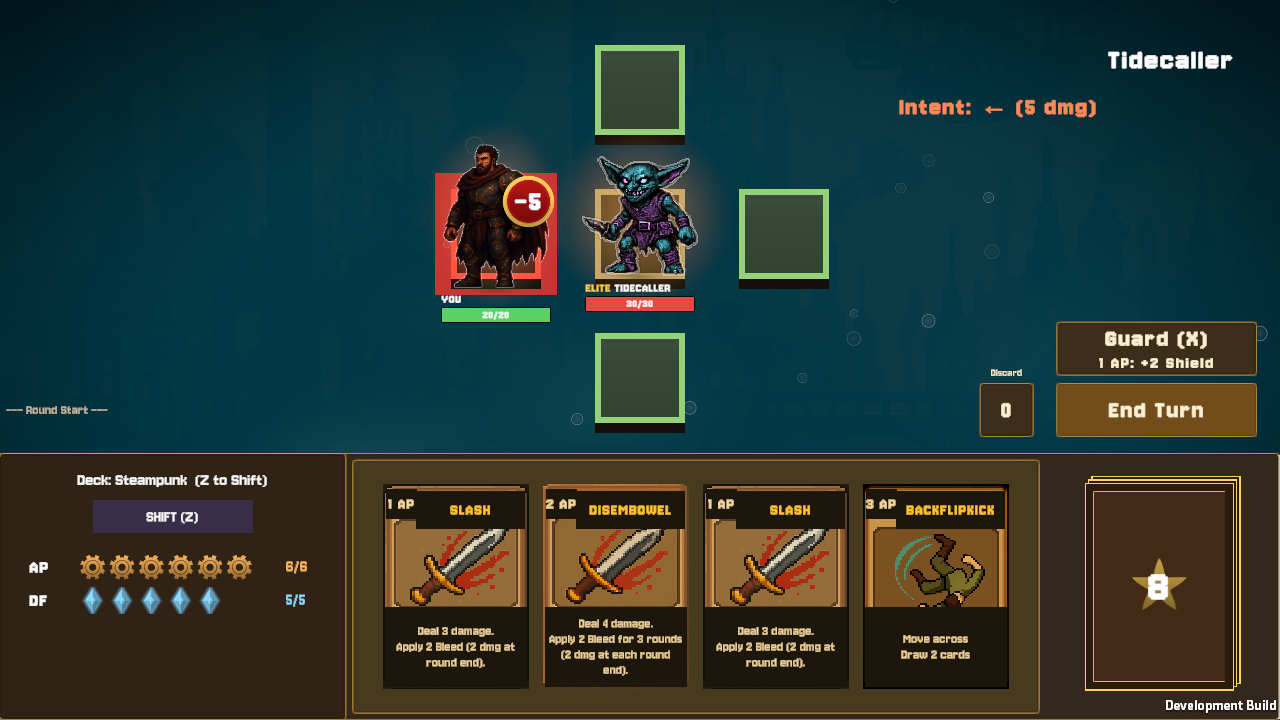 Tidecaller
Intent: ← (5 dmg)
-5
YOU
20/20
ELITE TIDECALLER
30/30
Guard (X)
1 AP: +2 Shield
Discard
0
End Turn
--- Round Start ---
Deck: Steampunk (Z to Shift)
SHIFT (Z)
AP
6/6
DF
5/5
1 AP
SLASH
Deal 3 damage.
Apply 2 Bleed (2 dmg at
round end).
2 AP
DISEMBOWEL
Deal 4 damage.
Apply 2 Bleed for 3 rounds
(2 dmg at each round
end).
1 AP
SLASH
Deal 3 damage.
Apply 2 Bleed (2 dmg at
round end).
3 AP
BACKFLIPKICK
Move across
Draw 2 cards
8
Development Build